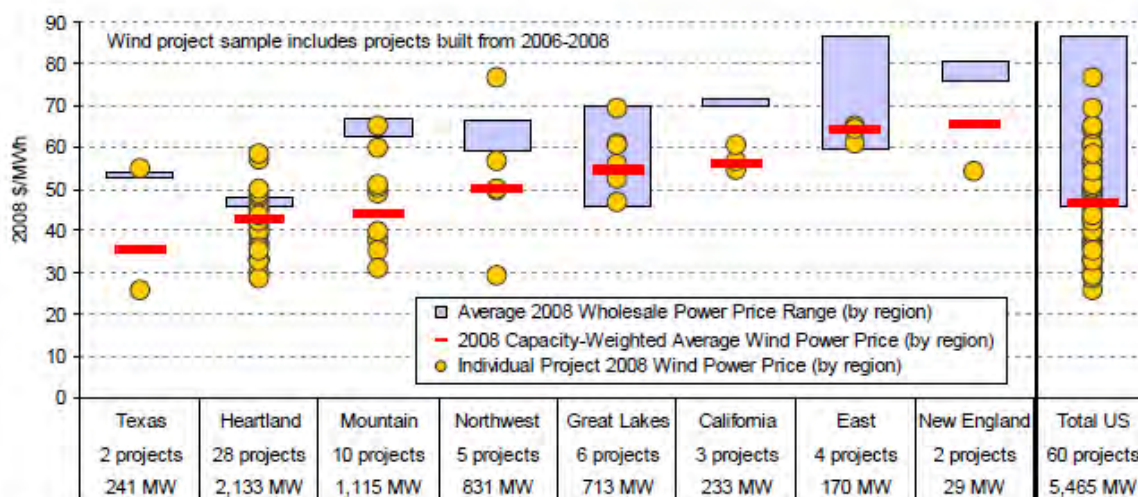 90
80
70
60
50
40
30
20
10
0
2008 $/MWh
Wind project sample includes projects built from 2006-2008
Average 2008 Wholesale Power Price Range (by region)
2008 Capacity-Weighted Average Wind Power Price (by region)
Individual Project 2008 Wind Power Price (by region)
Texas Heartland Mountain Northwest Great Lakes California East New England Total US
2 projects 28 projects 10 projects 5 projects 6 projects 3 projects 4 projects 2 projects 60 projects
241 MW 2,133 MW 1,115 MW 831 MW 713 MW 233 MW 170 MW 29 MW 5,465 MW